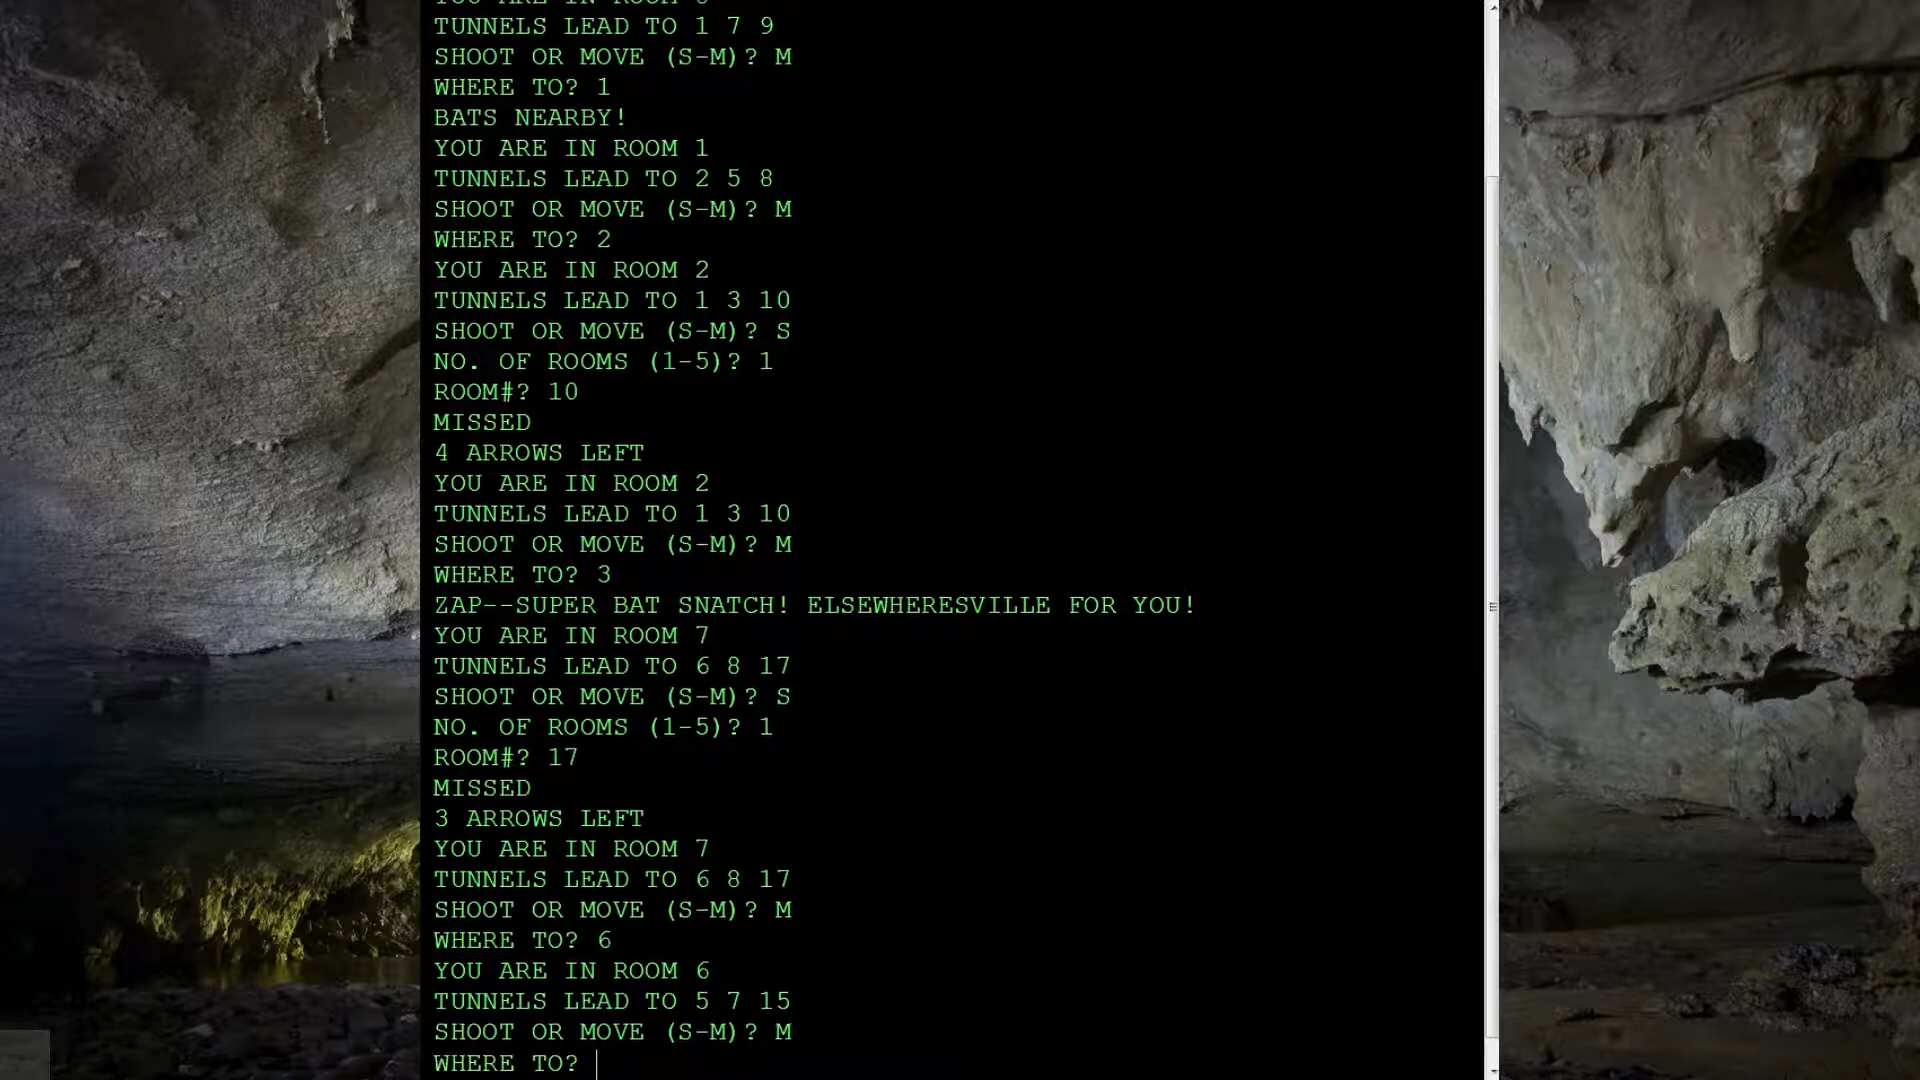 TUNNELS LEAD TO 1 7 9
SHOOT OR MOVE (S-M)? M
WHERE TO? 1
BATS NEARBY!
YOU ARE IN ROOM 1
TUNNELS LEAD TO 2 5 8
SHOOT OR MOVE (S-M)? M
WHERE TO? 2
YOU ARE IN ROOM 2
TUNNELS LEAD TO 1 3 10
SHOOT OR MOVE (S-M)? S
NO. OF ROOMS (1-5)? 1
ROOM#? 10
MISSED
4 ARROWS LEFT
YOU ARE IN ROOM 2
TUNNELS LEAD TO 1 3 10
SHOOT OR MOVE (S-M)? M
WHERE TO? 3
ZAP--SUPER BAT SNATCH! ELSEWHERESVILLE FOR YOU!
YOU ARE IN ROOM 7
TUNNELS LEAD TO 6 8 17
SHOOT OR MOVE (S-M)? S
NO. OF ROOMS (1-5)? 1
ROOM#? 17
MISSED
3 ARROWS LEFT
YOU ARE IN ROOM 7
TUNNELS LEAD TO 6 8 17
SHOOT OR MOVE (S-M)? M
WHERE TO? 6
YOU ARE IN ROOM 6
TUNNELS LEAD TO 5 7 15
SHOOT OR MOVE (S-M)? M
WHERE TO?